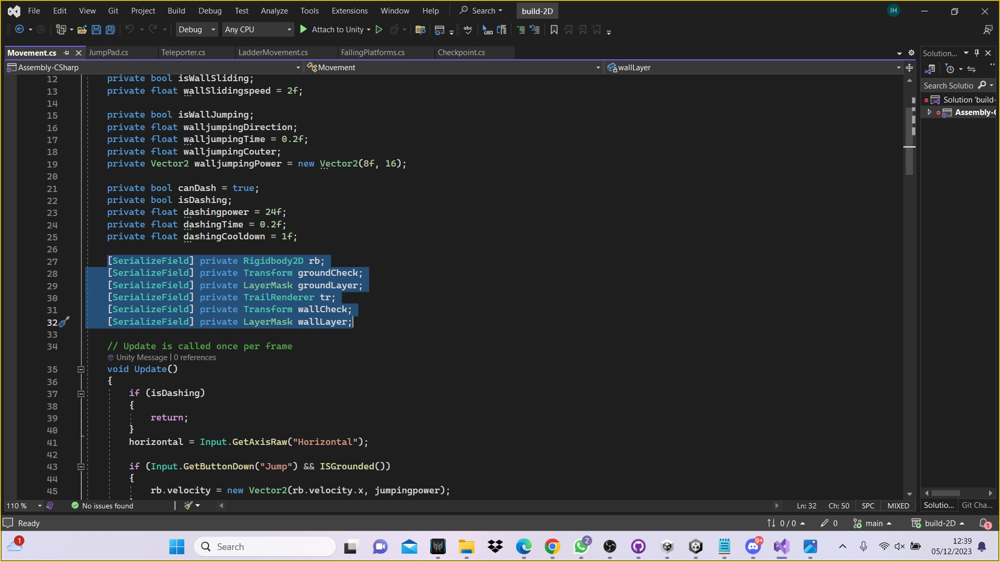 File Edit View Git Project Build Debug Test Analyze Tools Extensions Window Help Search build-2D IH
Debug Any CPU Attach to Unity
Movement.cs JumpPad.cs Teleporter.cs LadderMovement.cs FallingPlatforms.cs Checkpoint.cs
Assembly-CSharp Movement wallLayer
12 private bool isWallSliding;
13 private float wallSlidingspeed = 2f;
14
15 private bool isWallJumping;
16 private float walljumpingDirection;
17 private float walljumpingTime = 0.2f;
18 private float walljumpingCouter;
19 private Vector2 walljumpingPower = new Vector2(8f, 16);
20
21 private bool canDash = true;
22 private bool isDashing;
23 private float dashingpower = 24f;
24 private float dashingTime = 0.2f;
25 private float dashingCooldown = 1f;
26
27 [SerializeField] private Rigidbody2D rb;
28 [SerializeField] private Transform groundCheck;
29 [SerializeField] private LayerMask groundLayer;
30 [SerializeField] private TrailRenderer tr;
31 [SerializeField] private Transform wallCheck;
32 [SerializeField] private LayerMask wallLayer;
33
34 // Update is called once per frame
Unity Message | 0 references
35 void Update()
36 {
37 if (isDashing)
38 {
39 return;
40 }
41 horizontal = Input.GetAxisRaw("Horizontal");
42
43 if (Input.GetButtonDown("Jump") && ISGrounded())
44 {
45 rb.velocity = new Vector2(rb.velocity.x, jumpingpower);
Solution...
Search Solutio
Solution 'build-
Assembly-C
110 % No issues found Ln: 32 Ch: 50 SPC MIXED
Solutio... Git Cha...
Ready 0 / 0 0 main build-2D 1
1 Search 2 9+ 12:39
05/12/2023